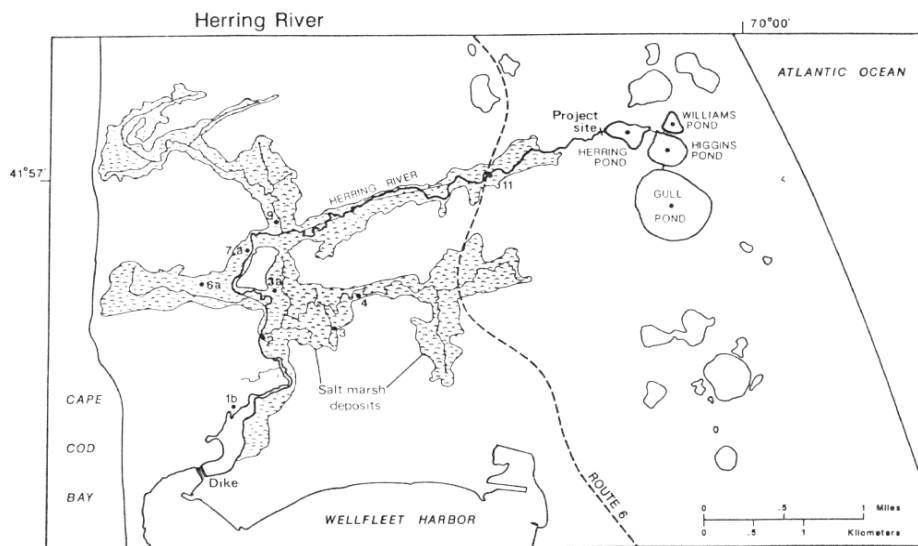 Herring River
70°00'
ATLANTIC OCEAN
Project
site
WILLIAMS
POND
HERRING
POND
HIGGINS
POND
41°57'
HERRING RIVER
11
GULL
POND
9
7a
6a
3a
4
3
2
Salt marsh
deposits
1b
CAPE
COD
BAY
Dike
ROUTE 6
WELLFLEET HARBOR
0 .5 1 Miles
0 .5 1 Kilometers